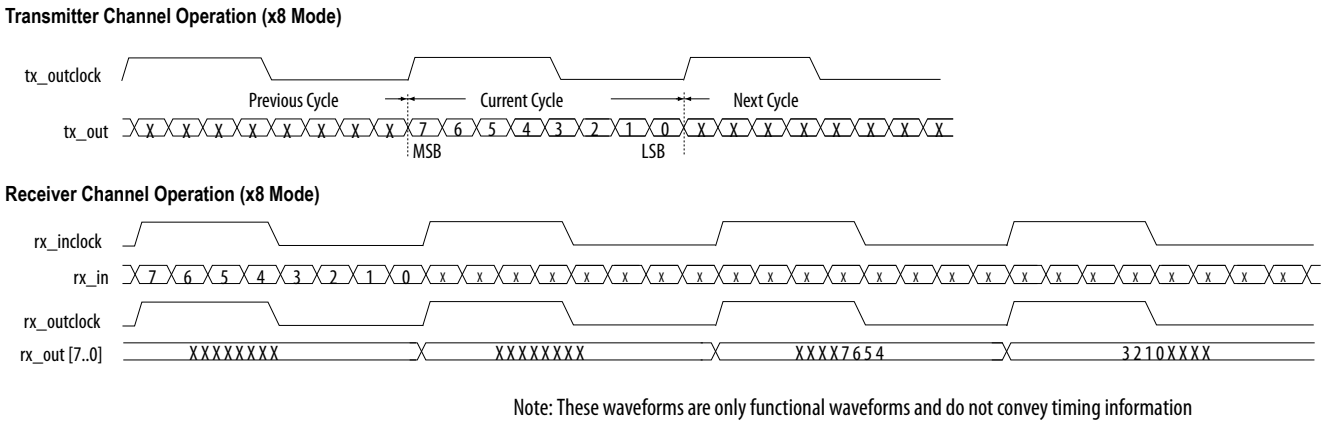 Transmitter Channel Operation (x8 Mode)
tx_outclock
Previous Cycle Current Cycle Next Cycle
tx_out X X X X X X X X 7 6 5 4 3 2 1 0 X X X X X X X X
MSB LSB
Receiver Channel Operation (x8 Mode)
rx_inclock
rx_in 7 6 5 4 3 2 1 0 x x x x x x x x x x x x x x x x x x x x x x x x
rx_outclock
rx_out [7..0] XXXXXXXX XXXXXXXX XXXX7654 3210XXXX
Note: These waveforms are only functional waveforms and do not convey timing information